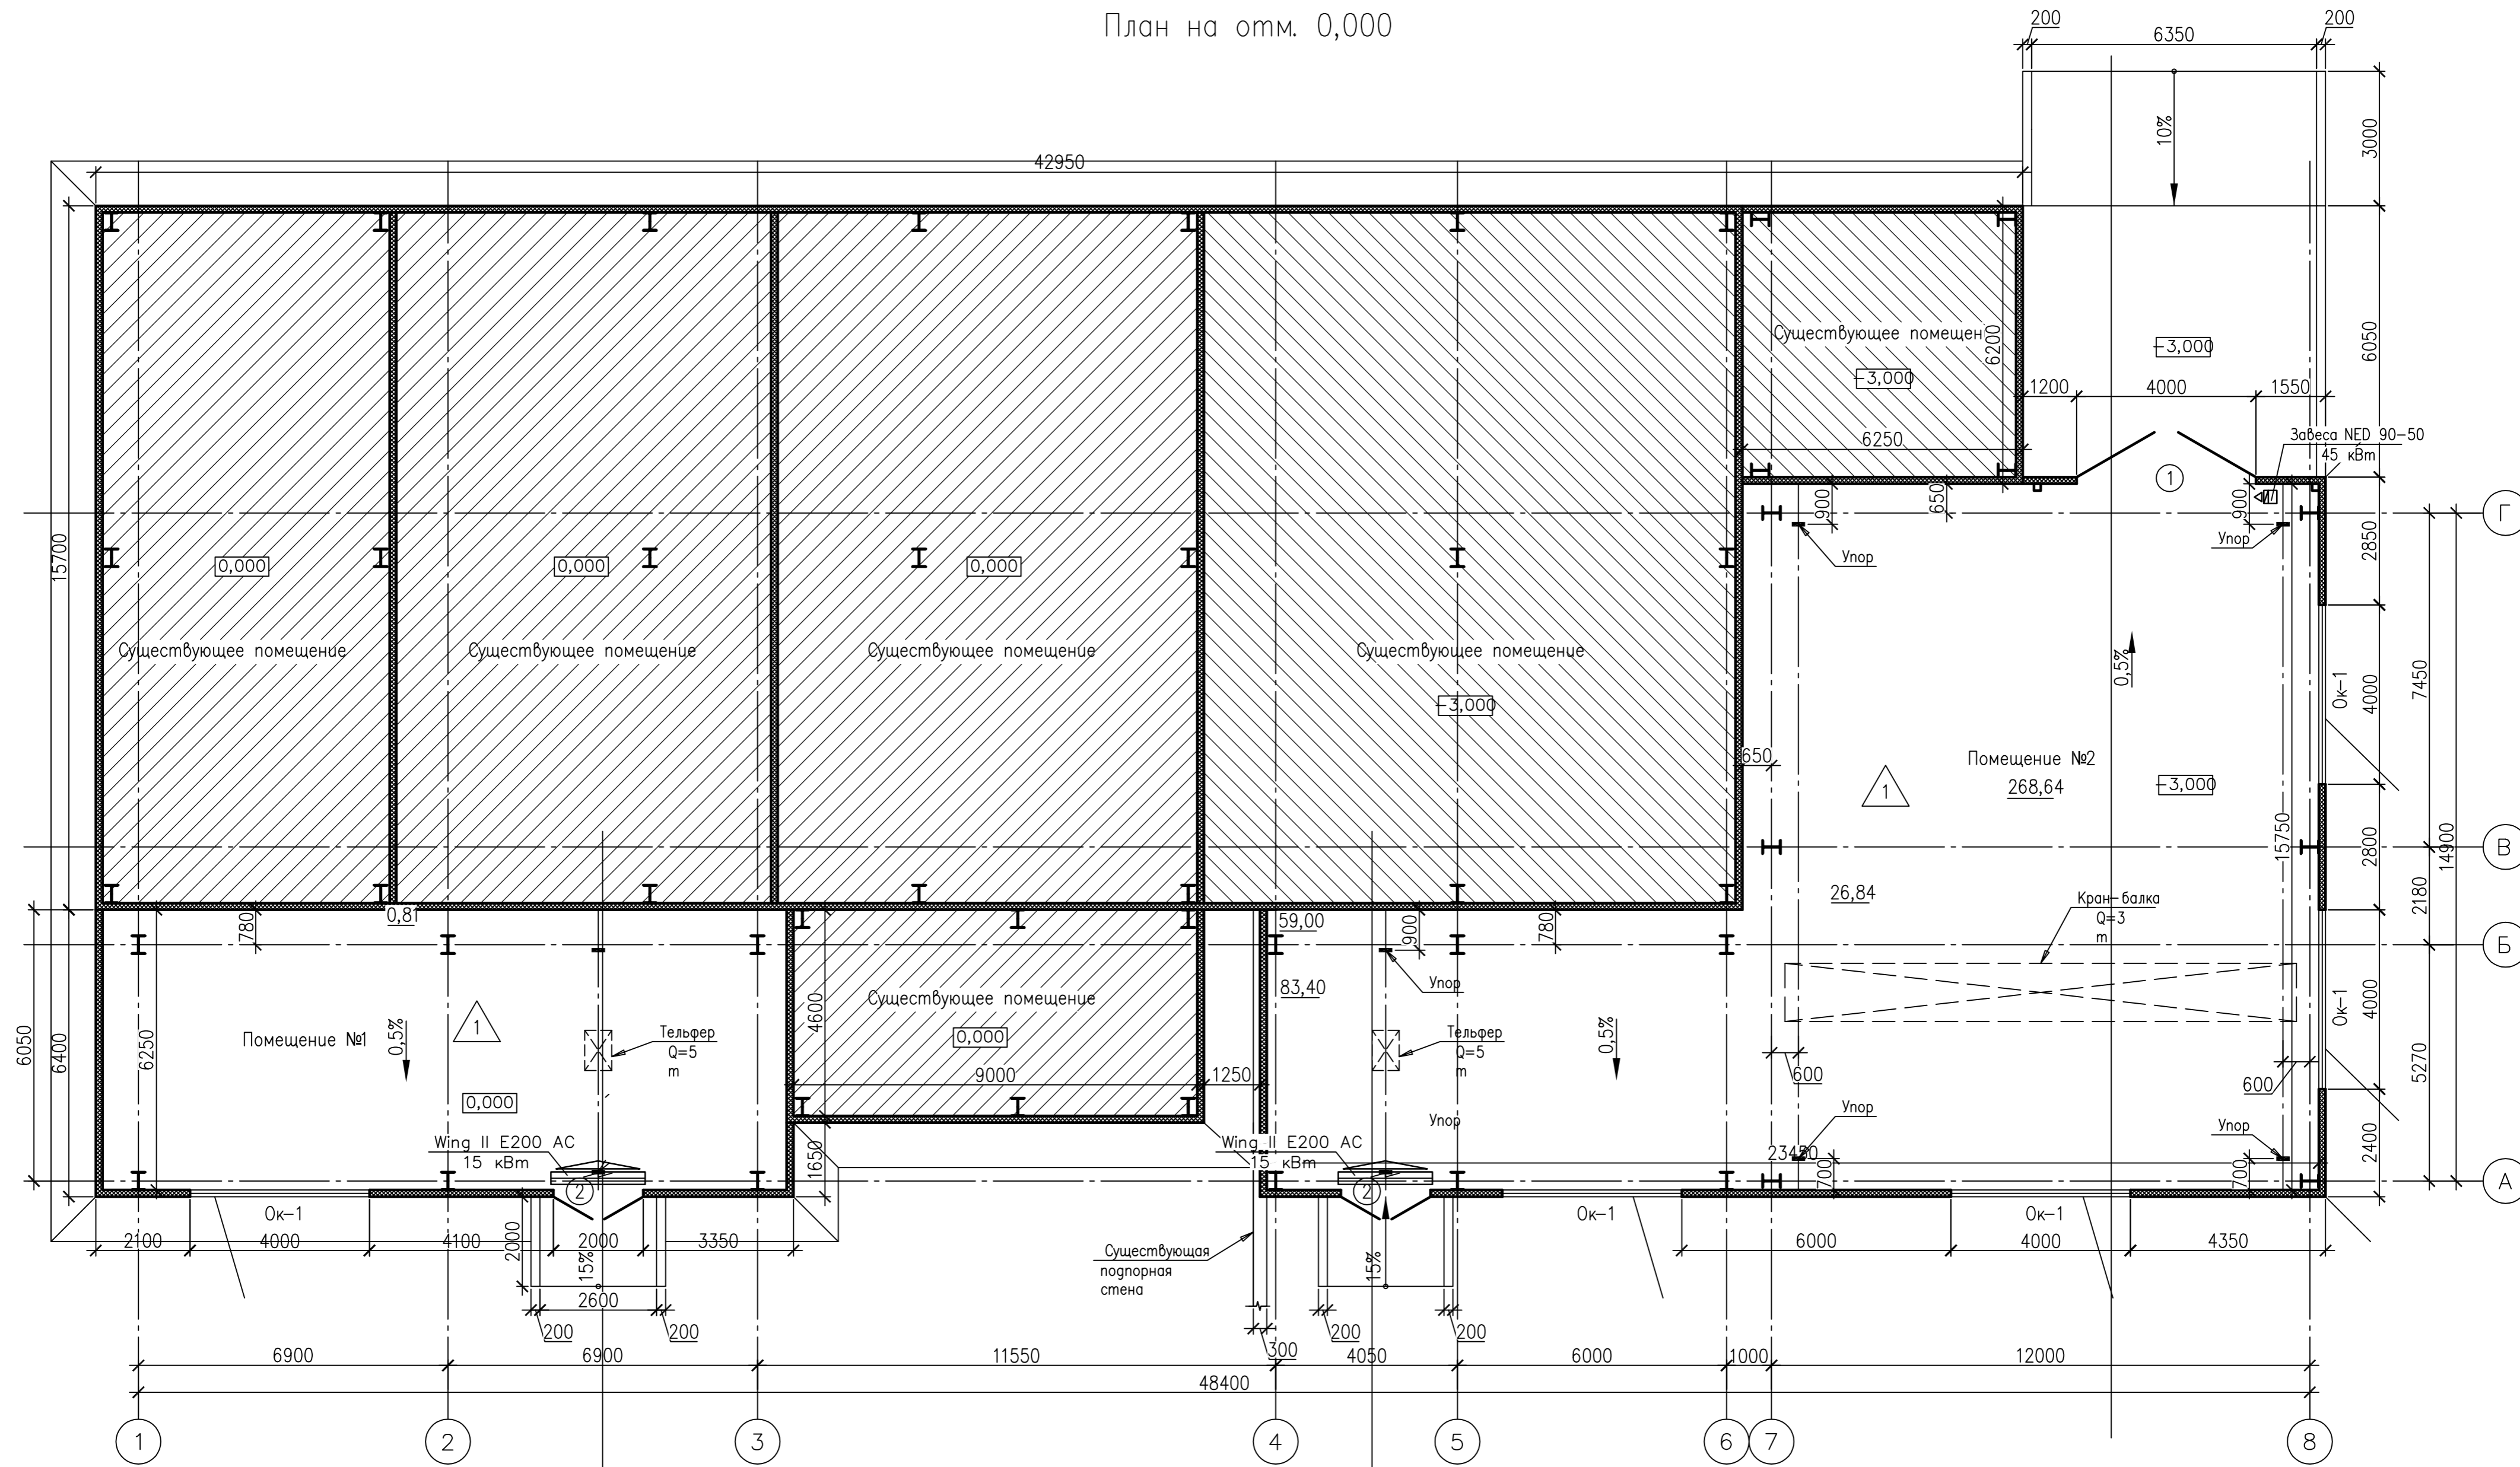 План на отм. 0,000
200
6350
200
42950
10%
3000
15700
6050
Существующее помещен
-3,000
6200
6250
-3,000
1200
4000
1550
Завеса NED 90-50
45 кВт
1
900
650
900
Упор
Упор
Г
2850
0,000
0,000
0,000
Существующее помещение
Существующее помещение
Существующее помещение
Существующее помещение
-3,000
0,5%
Ок-1
4000
7450
14900
650
Помещение №2
268,64
1
-3,000
15750
2800
В
26,84
2180
Кран-балка
Q=3
т
Б
780
0,81
59,00
900
780
83,40
Упор
6050
6400
6250
Помещение №1
0,5%
1
Тельфер
Q=5
т
4600
Существующее помещение
0,000
9000
1250
Тельфер
Q=5
т
0,5%
600
600
Ок-1
4000
5270
0,000
Wing II E200 AC
15 кВт
2
1650
Wing II E200 AC
15 кВт
2
Упор
Упор
Упор
23450
700
700
2400
А
Ок-1
Ок-1
Ок-1
2100
4000
4100
2000
3350
2000
15%
Существующая
подпорная
стена
15%
6000
4000
4350
2600
200
200
200
200
300
6900
6900
11550
4050
6000
1000
12000
48400
1
2
3
4
5
6
7
8